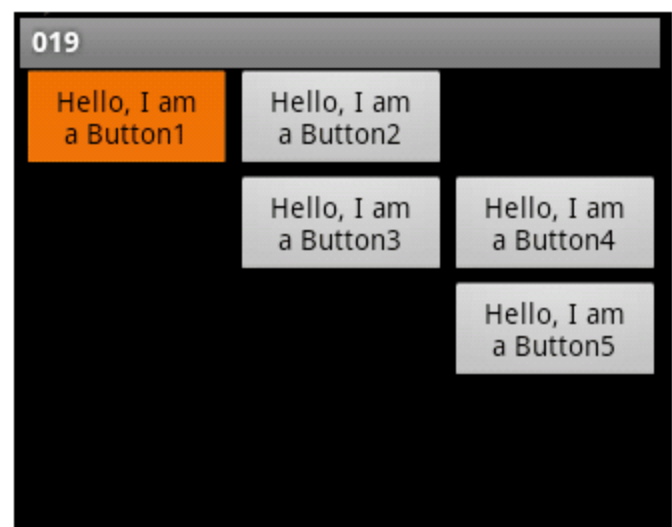 019
Hello, I am
a Button1
Hello, I am
a Button2
Hello, I am
a Button3
Hello, I am
a Button4
Hello, I am
a Button5